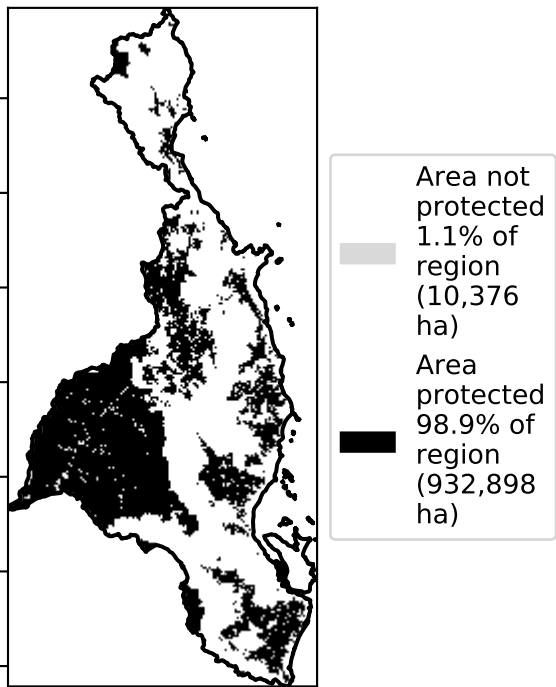 Area not
protected
1.1% of
region
(10,376
ha)
Area
protected
98.9% of
region
(932,898
ha)